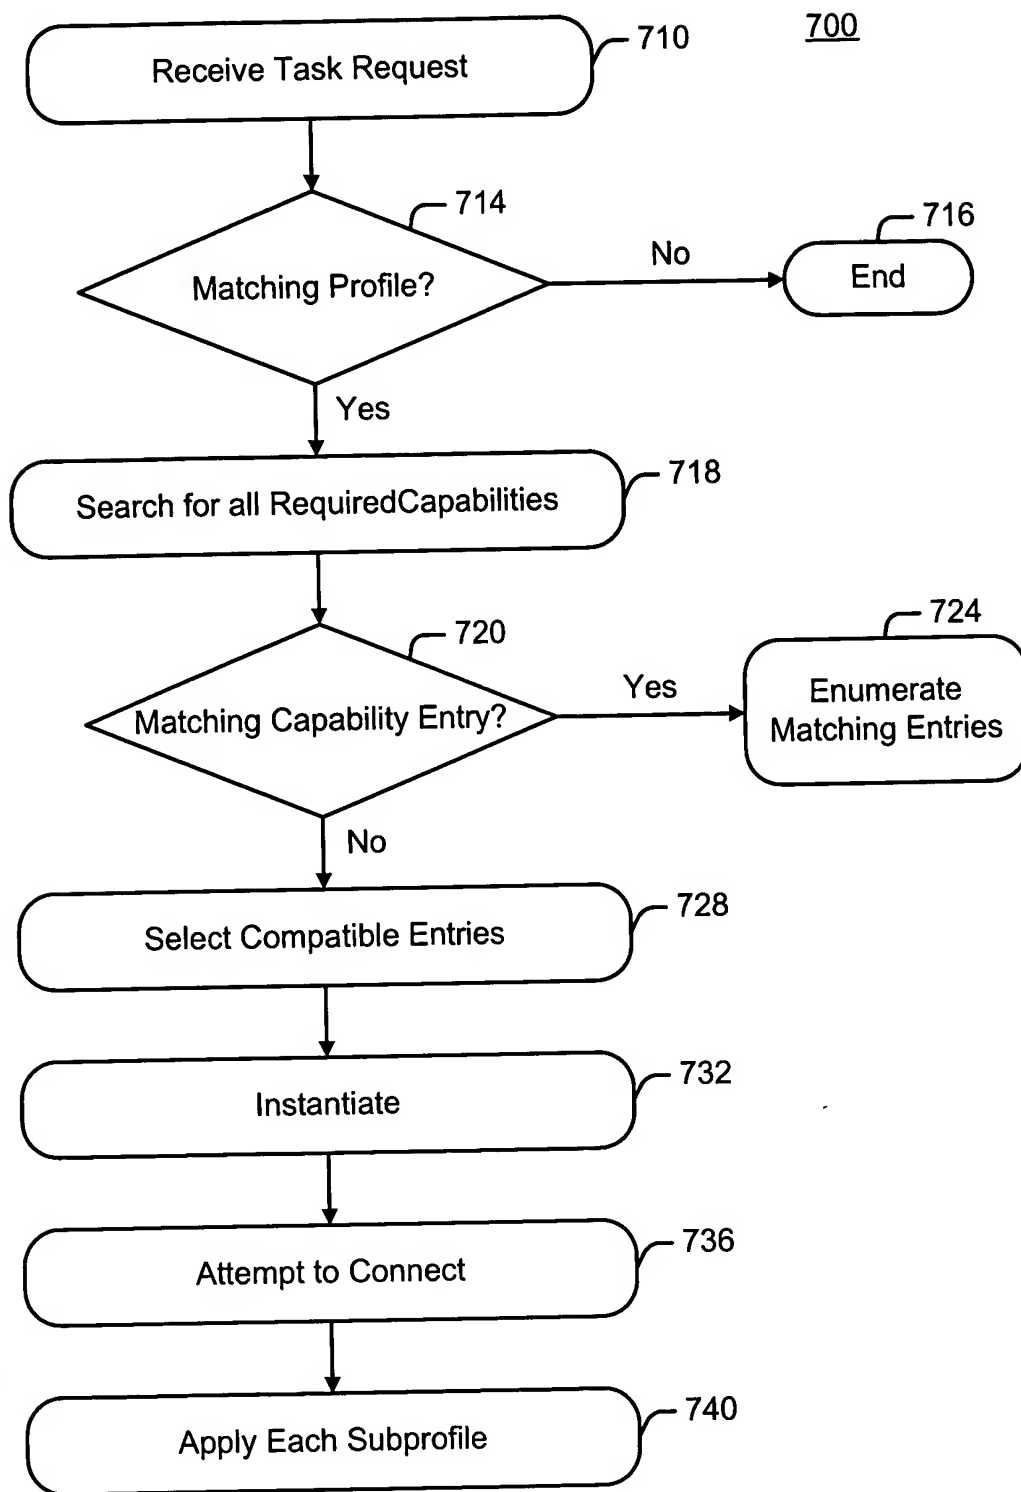 700
Receive Task Request
710
714
Matching Profile?
No
716
End
Yes
Search for all RequiredCapabilities
718
720
Matching Capability Entry?
Yes
724
Enumerate
Matching Entries
No
Select Compatible Entries
728
Instantiate
732
Attempt to Connect
736
Apply Each Subprofile
740